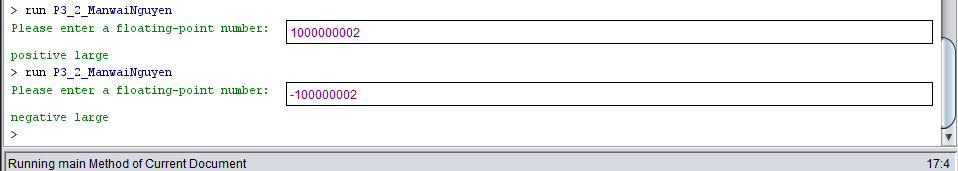 > run P3_2_ManwaiNguyen
Please enter a floating-point number: 1000000002
positive large
> run P3_2_ManwaiNguyen
Please enter a floating-point number: -100000002
negative large
>
Running main Method of Current Document 17:4